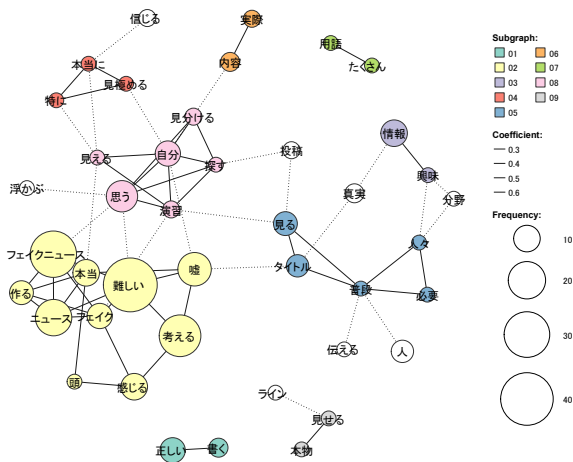 信じる
実際
用語
たくさん
本当に
内容
見極める
特に
見分ける
情報
見える
自分
探す
投稿
興味
浮かぶ
思う
真実
分野
演習
見る
人々
フェイクニュース
本当
嘘
タイトル
作る
難しい
普段
必要
ニュース
フェイク
考える
伝える
人
頭
感じる
ライン
見せる
正しい
書く
本物
Subgraph:
01
02
03
04
05
06
07
08
09
Coefficient:
0.3
0.4
0.5
0.6
Frequency:
10
20
30
40